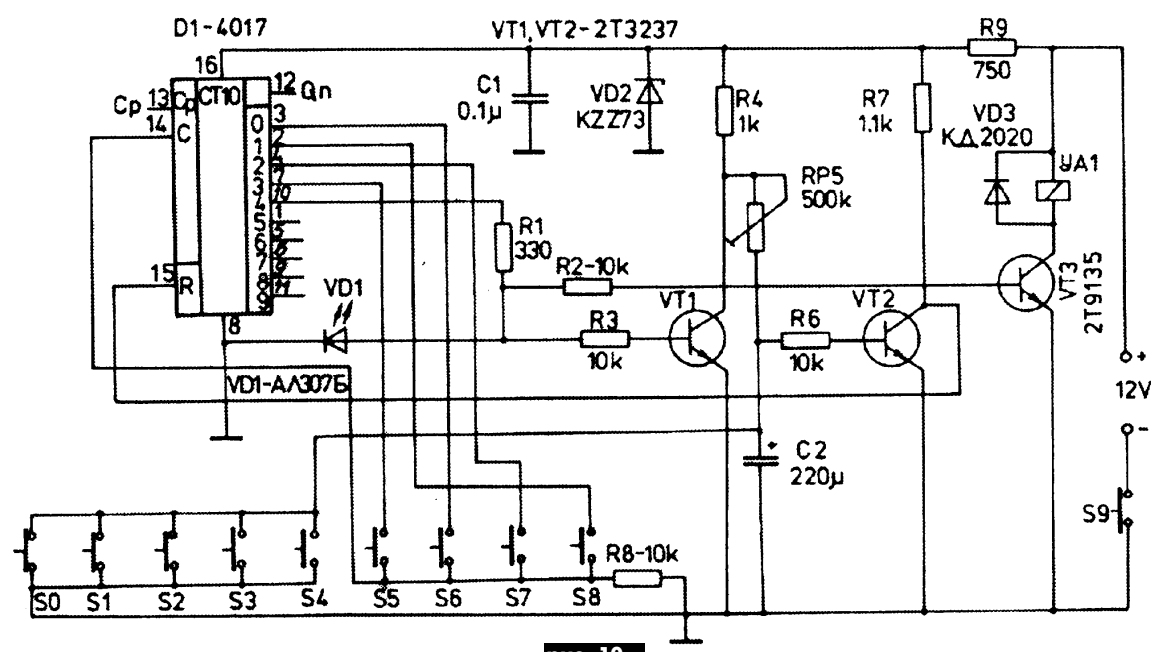 D1-4017
VT1,VT2-2T3237
R9
750
16
12
Qn
Cp
13
Cp
CT10
14
C
C1
0.1μ
VD2
KZZ73
R4
1k
R7
1.1k
VD3
КД2020
YA1
RP5
500k
0
3
1
2
2
3
7
4
10
5
1
6
5
7
6
8
9
9
11
15
R
8
R1
330
R2-10k
VD1
R3
10k
VT1
R6
10k
VT2
VT3
2T9135
VD1-АЛ307Б
+
12V
-
+
C2
220μ
S9
R8-10k
S0
S1
S2
S3
S4
S5
S6
S7
S8